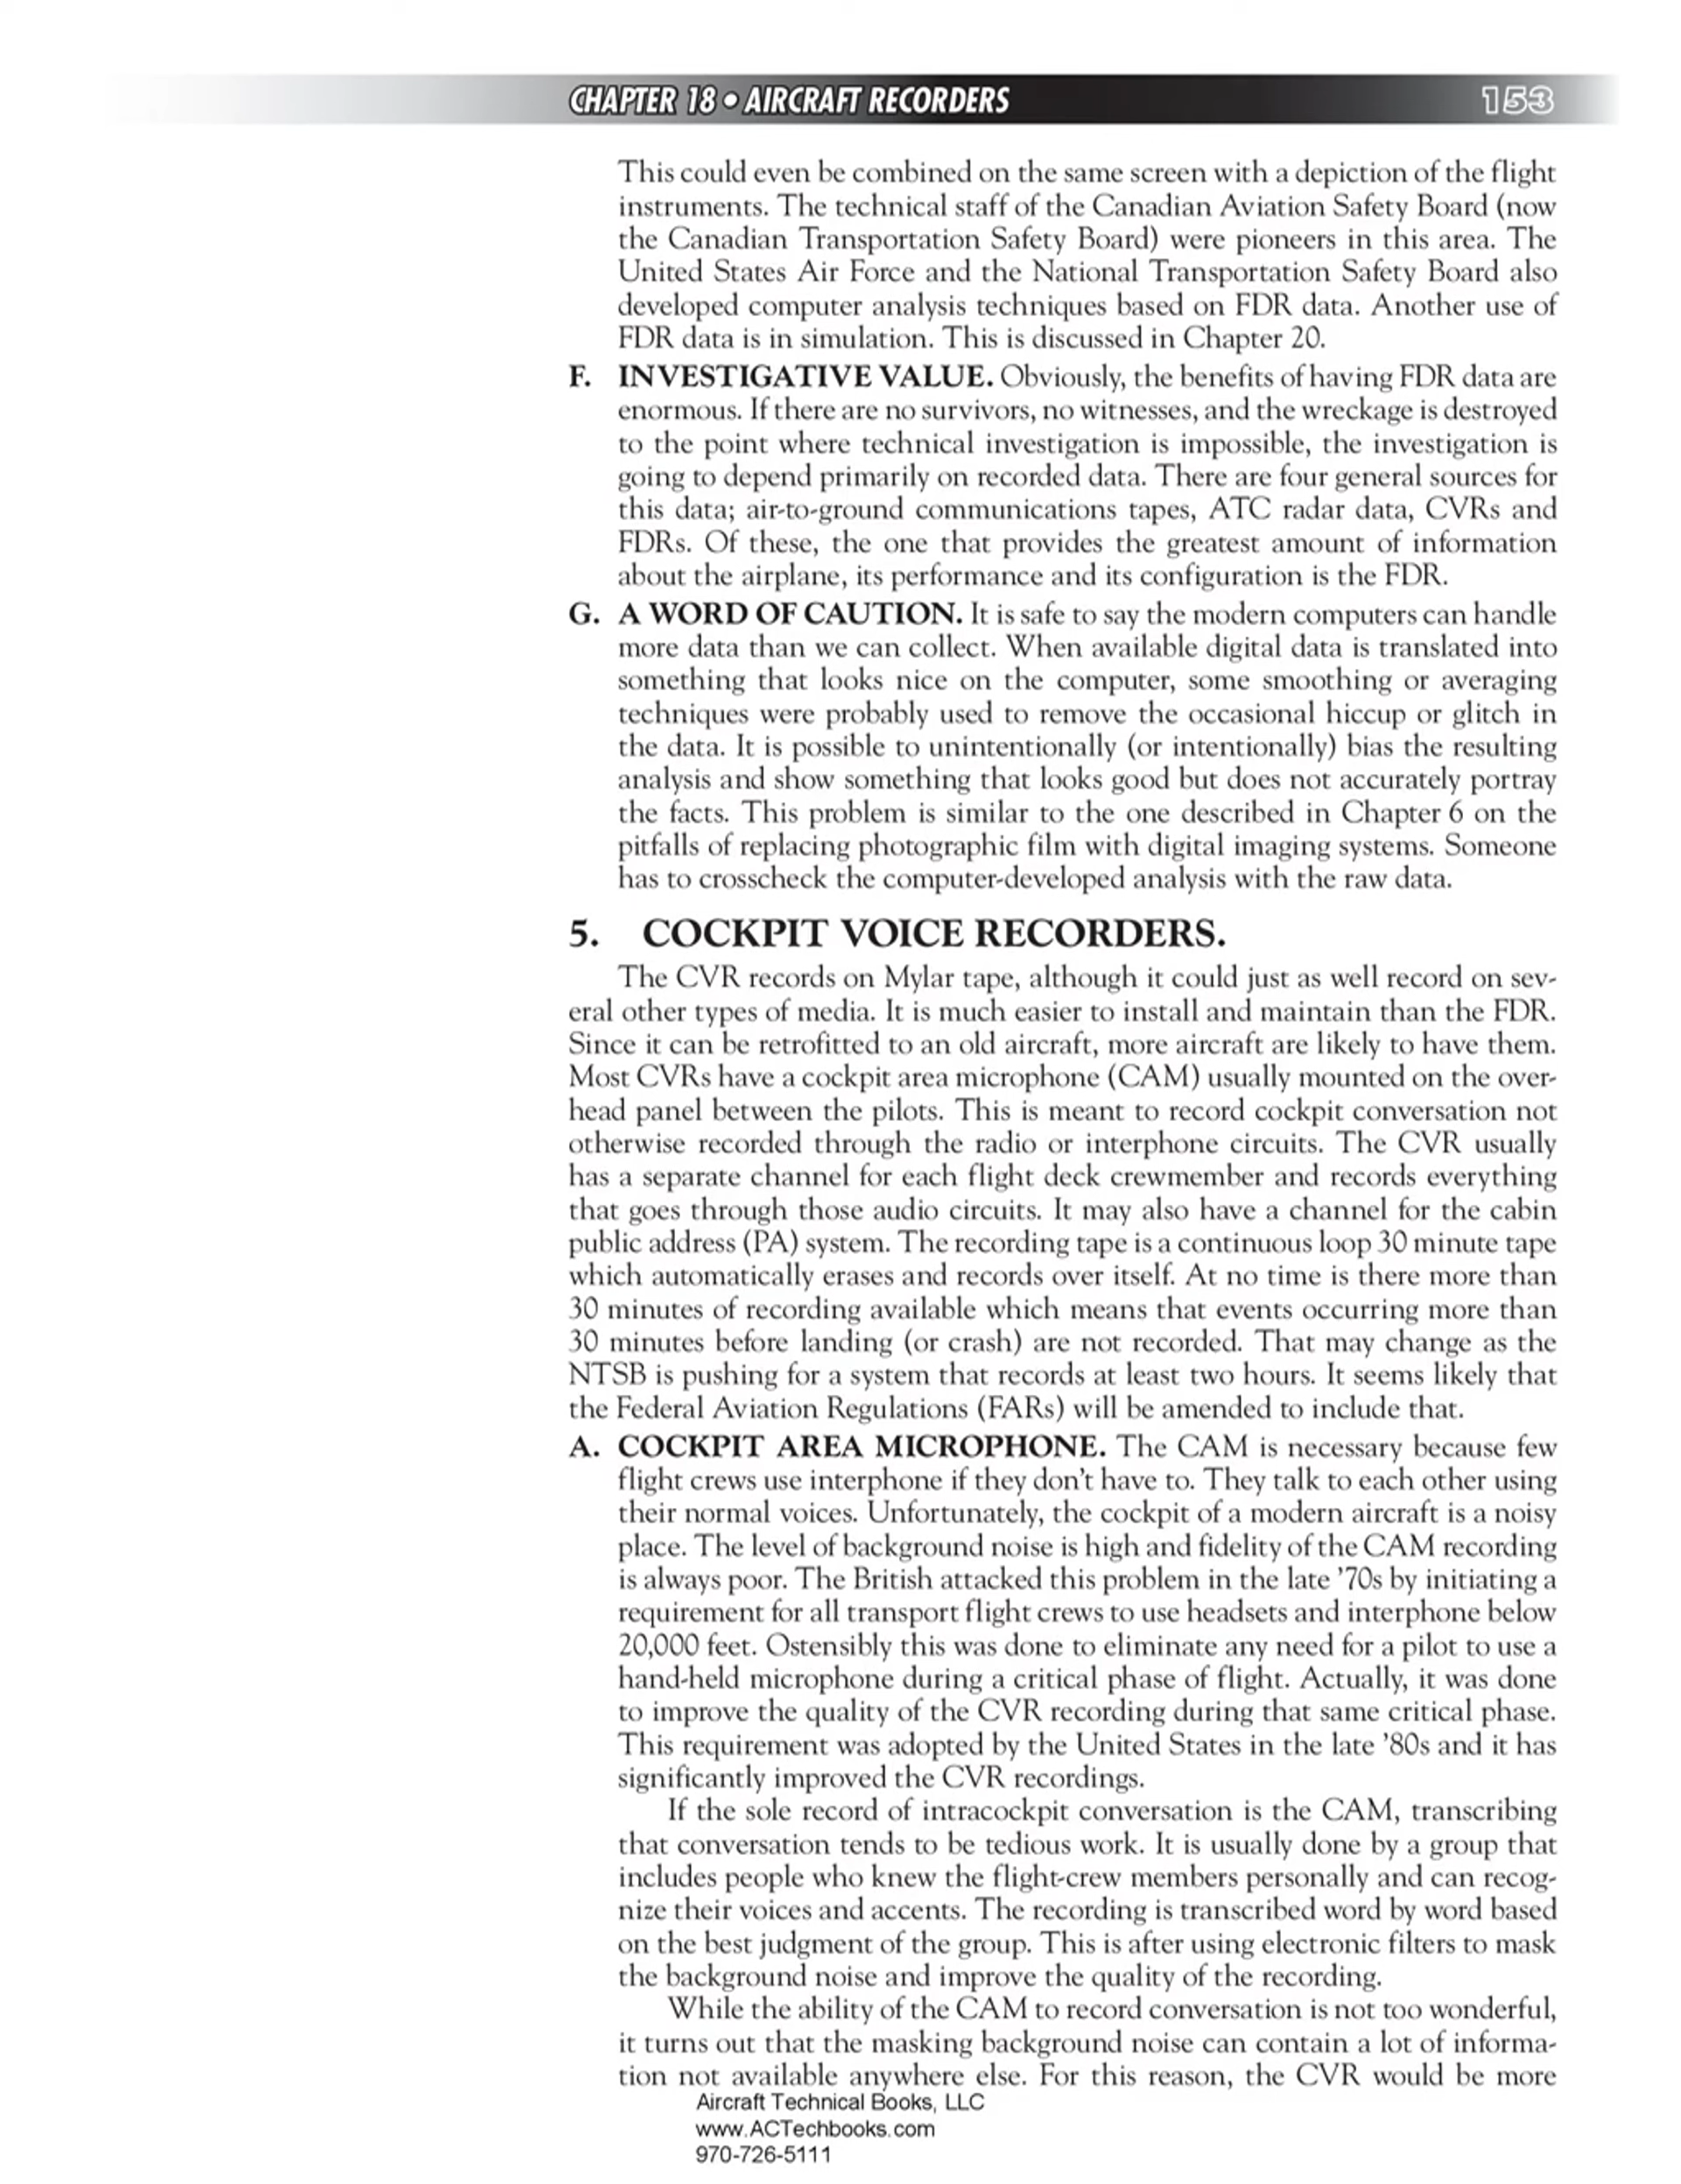 CHAPTER 18 • AIRCRAFT RECORDERS 153
This could even be combined on the same screen with a depiction of the flight
instruments. The technical staff of the Canadian Aviation Safety Board (now
the Canadian Transportation Safety Board) were pioneers in this area. The
United States Air Force and the National Transportation Safety Board also
developed computer analysis techniques based on FDR data. Another use of
FDR data is in simulation. This is discussed in Chapter 20.
F. INVESTIGATIVE VALUE. Obviously, the benefits of having FDR data are
enormous. If there are no survivors, no witnesses, and the wreckage is destroyed
to the point where technical investigation is impossible, the investigation is
going to depend primarily on recorded data. There are four general sources for
this data; air-to-ground communications tapes, ATC radar data, CVRs and
FDRs. Of these, the one that provides the greatest amount of information
about the airplane, its performance and its configuration is the FDR.
G. A WORD OF CAUTION. It is safe to say the modern computers can handle
more data than we can collect. When available digital data is translated into
something that looks nice on the computer, some smoothing or averaging
techniques were probably used to remove the occasional hiccup or glitch in
the data. It is possible to unintentionally (or intentionally) bias the resulting
analysis and show something that looks good but does not accurately portray
the facts. This problem is similar to the one described in Chapter 6 on the
pitfalls of replacing photographic film with digital imaging systems. Someone
has to crosscheck the computer-developed analysis with the raw data.
5. COCKPIT VOICE RECORDERS.
The CVR records on Mylar tape, although it could just as well record on sev-
eral other types of media. It is much easier to install and maintain than the FDR.
Since it can be retrofitted to an old aircraft, more aircraft are likely to have them.
Most CVRs have a cockpit area microphone (CAM) usually mounted on the over-
head panel between the pilots. This is meant to record cockpit conversation not
otherwise recorded through the radio or interphone circuits. The CVR usually
has a separate channel for each flight deck crewmember and records everything
that goes through those audio circuits. It may also have a channel for the cabin
public address (PA) system. The recording tape is a continuous loop 30 minute tape
which automatically erases and records over itself. At no time is there more than
30 minutes of recording available which means that events occurring more than
30 minutes before landing (or crash) are not recorded. That may change as the
NTSB is pushing for a system that records at least two hours. It seems likely that
the Federal Aviation Regulations (FARs) will be amended to include that.
A. COCKPIT AREA MICROPHONE. The CAM is necessary because few
flight crews use interphone if they don't have to. They talk to each other using
their normal voices. Unfortunately, the cockpit of a modern aircraft is a noisy
place. The level of background noise is high and fidelity of the CAM recording
is always poor. The British attacked this problem in the late '70s by initiating a
requirement for all transport flight crews to use headsets and interphone below
20,000 feet. Ostensibly this was done to eliminate any need for a pilot to use a
hand-held microphone during a critical phase of flight. Actually, it was done
to improve the quality of the CVR recording during that same critical phase.
This requirement was adopted by the United States in the late '80s and it has
significantly improved the CVR recordings.
If the sole record of intracockpit conversation is the CAM, transcribing
that conversation tends to be tedious work. It is usually done by a group that
includes people who knew the flight-crew members personally and can recog-
nize their voices and accents. The recording is transcribed word by word based
on the best judgment of the group. This is after using electronic filters to mask
the background noise and improve the quality of the recording.
While the ability of the CAM to record conversation is not too wonderful,
it turns out that the masking background noise can contain a lot of informa-
tion not available anywhere else. For this reason, the CVR would be more
Aircraft Technical Books, LLC
www.ACTechbooks.com
970-726-5111